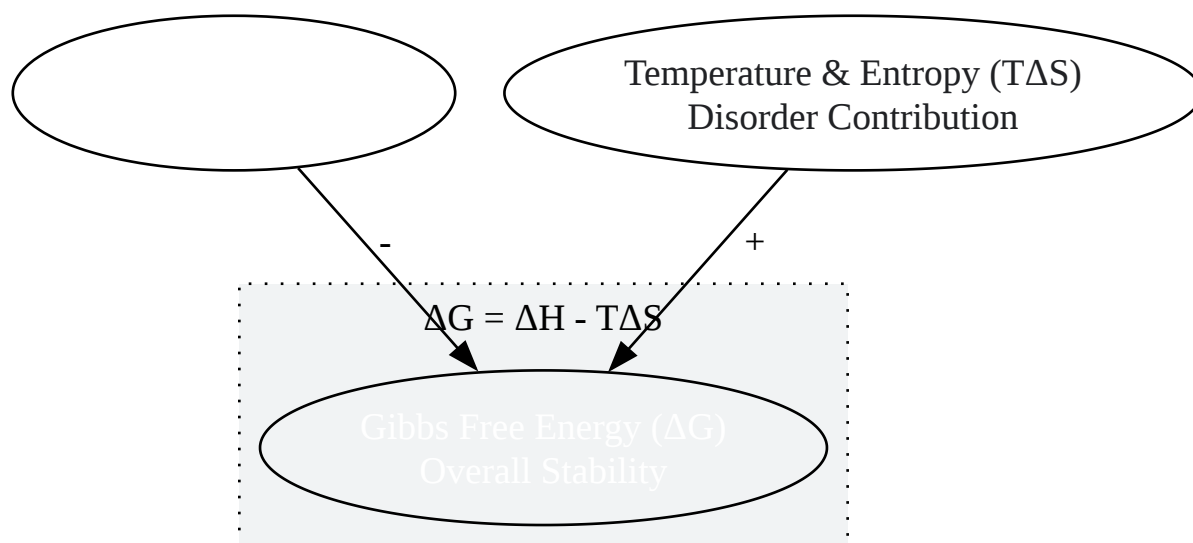 Temperature & Entropy (TΔS)
Disorder Contribution
-
+
ΔG = ΔH - TΔS
Gibbs Free Energy (ΔG)
Overall Stability